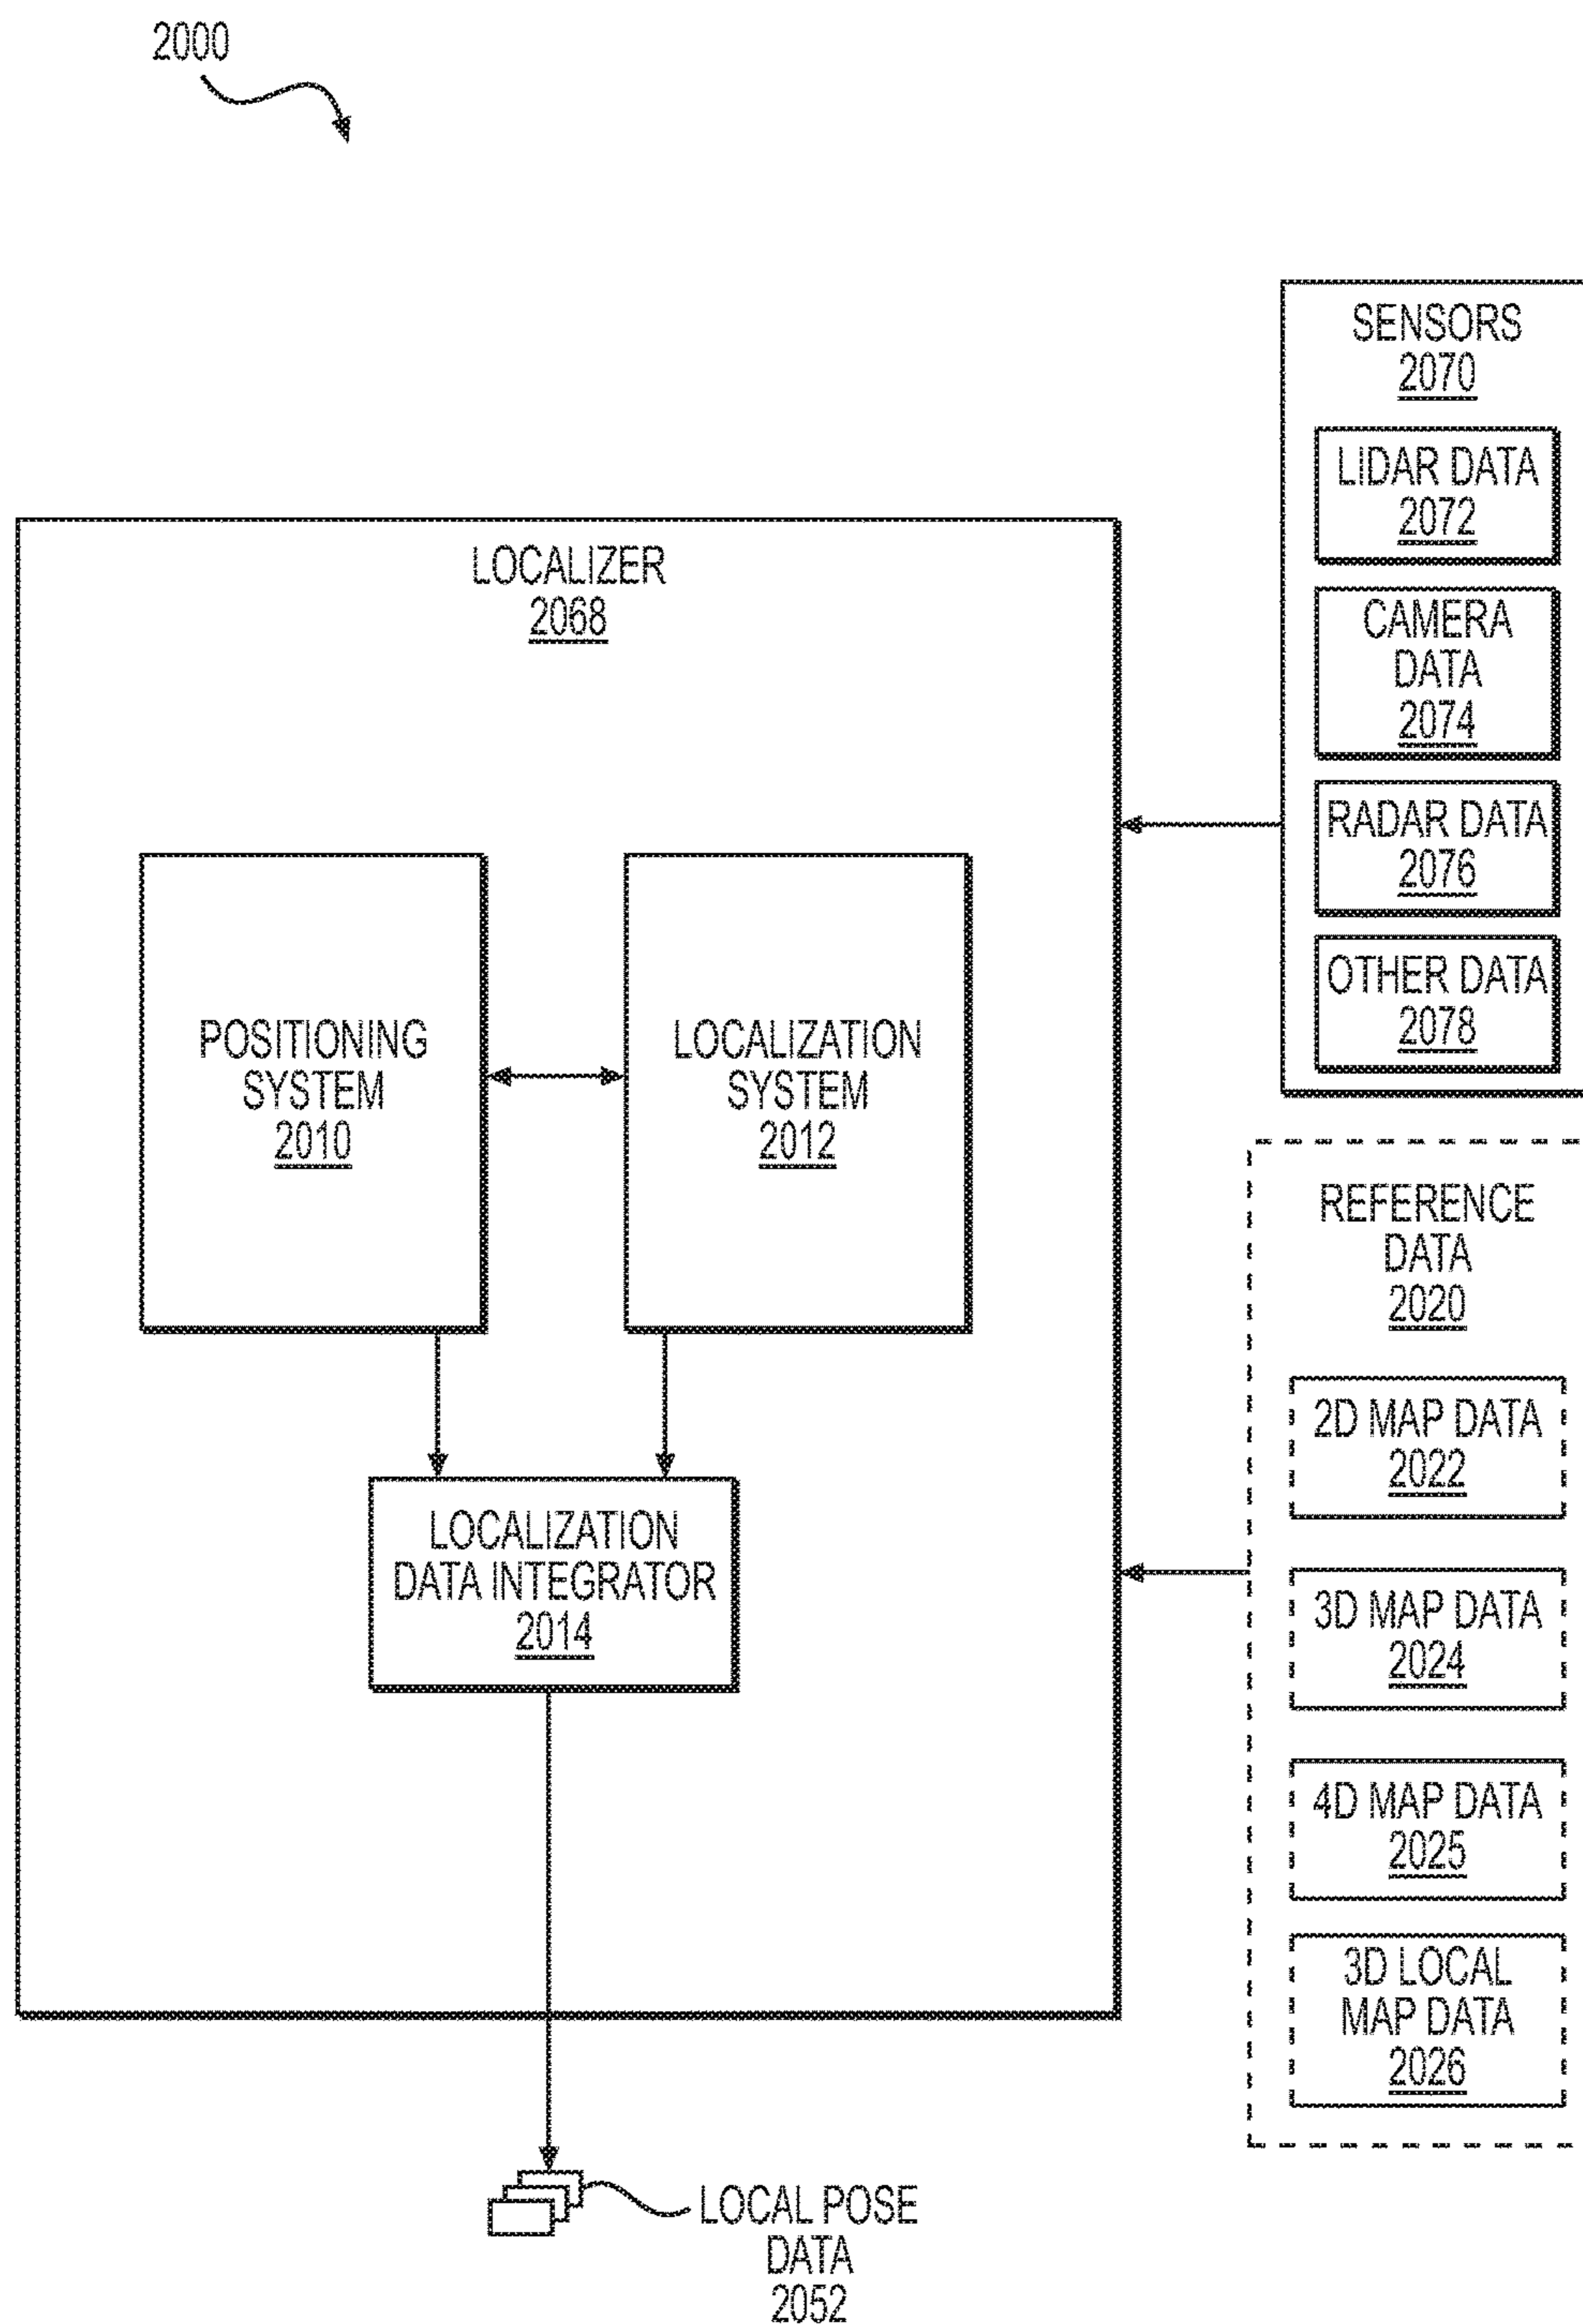 2000
SENSORS
2070
LIDAR DATA
2072
CAMERA
DATA
2074
RADAR DATA
2076
OTHER DATA
2078
LOCALIZER
2068
POSITIONING
SYSTEM
2010
LOCALIZATION
SYSTEM
2012
LOCALIZATION
DATA INTEGRATOR
2014
REFERENCE
DATA
2020
2D MAP DATA
2022
3D MAP DATA
2024
4D MAP DATA
2025
3D LOCAL
MAP DATA
2026
LOCAL POSE
DATA
2052